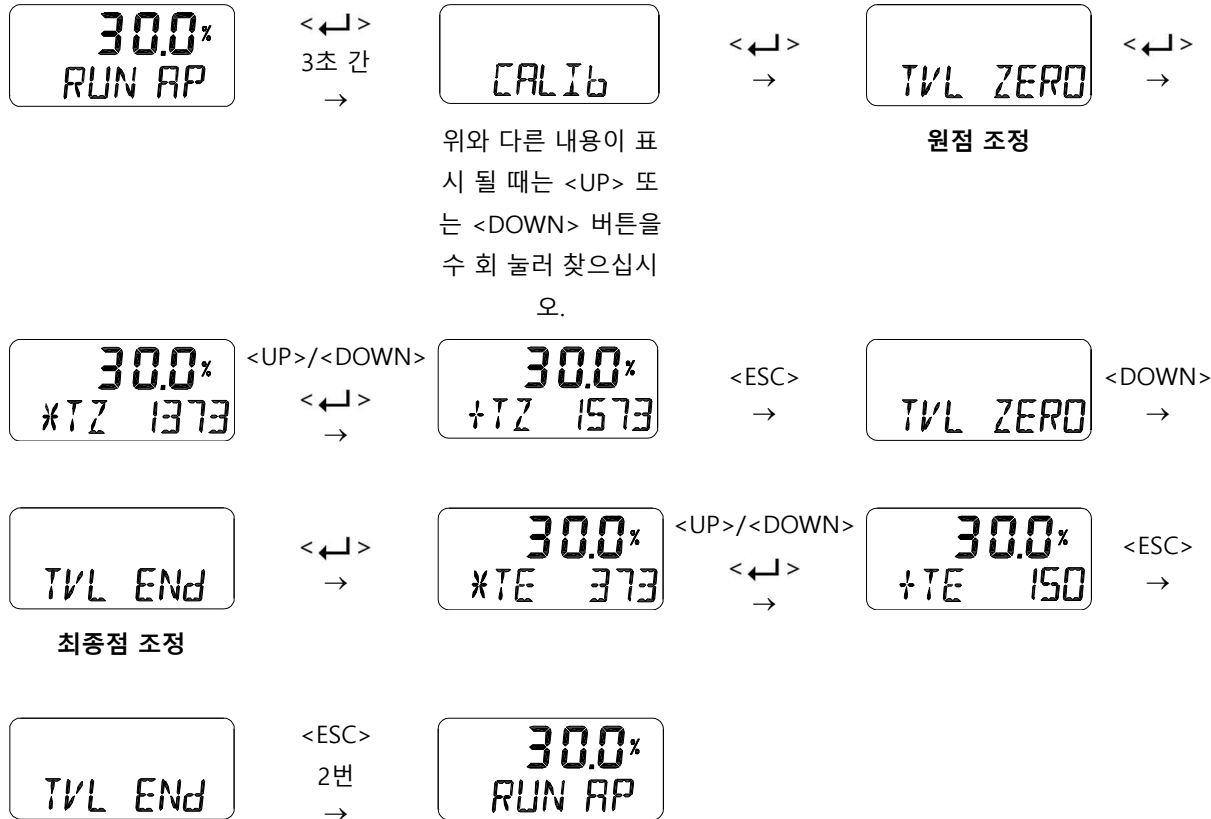 30.0%
RUN AP
<↵>
3초 간
→
CALIb
<↵>
→
TVL ZERO
<↵>
→
위와 다른 내용이 표
시 될 때는 <UP> 또
는 <DOWN> 버튼을
수 회 눌러 찾으십시
오.
원점 조정
30.0%
*TZ 1373
<UP>/<DOWN>
<↵>
→
30.0%
+TZ 1573
<ESC>
→
TVL ZERO
<DOWN>
→
TVL ENd
<↵>
→
30.0%
*TE 373
<UP>/<DOWN>
<↵>
→
30.0%
+TE 150
<ESC>
→
최종점 조정
TVL ENd
<ESC>
2번
→
30.0%
RUN AP